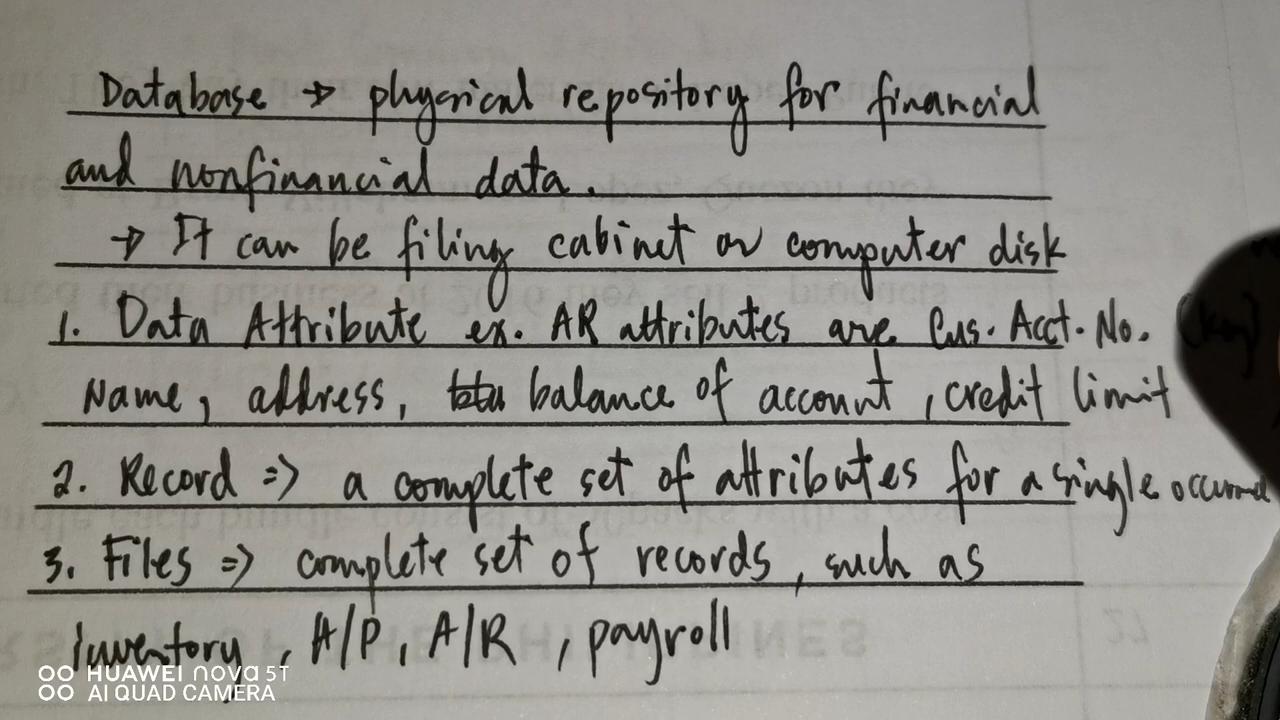 Database → physical repository for financial
and nonfinancial data.
→ It can be filing cabinet or computer disk
1. Data Attribute ex. AR attributes are Cus. Acct. No. (key)
Name, address, balance of account, credit limit
2. Record => a complete set of attributes for a single
3. Files => complete set of records, such as
inventory, A/P, A/R, payroll
HUAWEI nova 5T
AI QUAD CAMERA